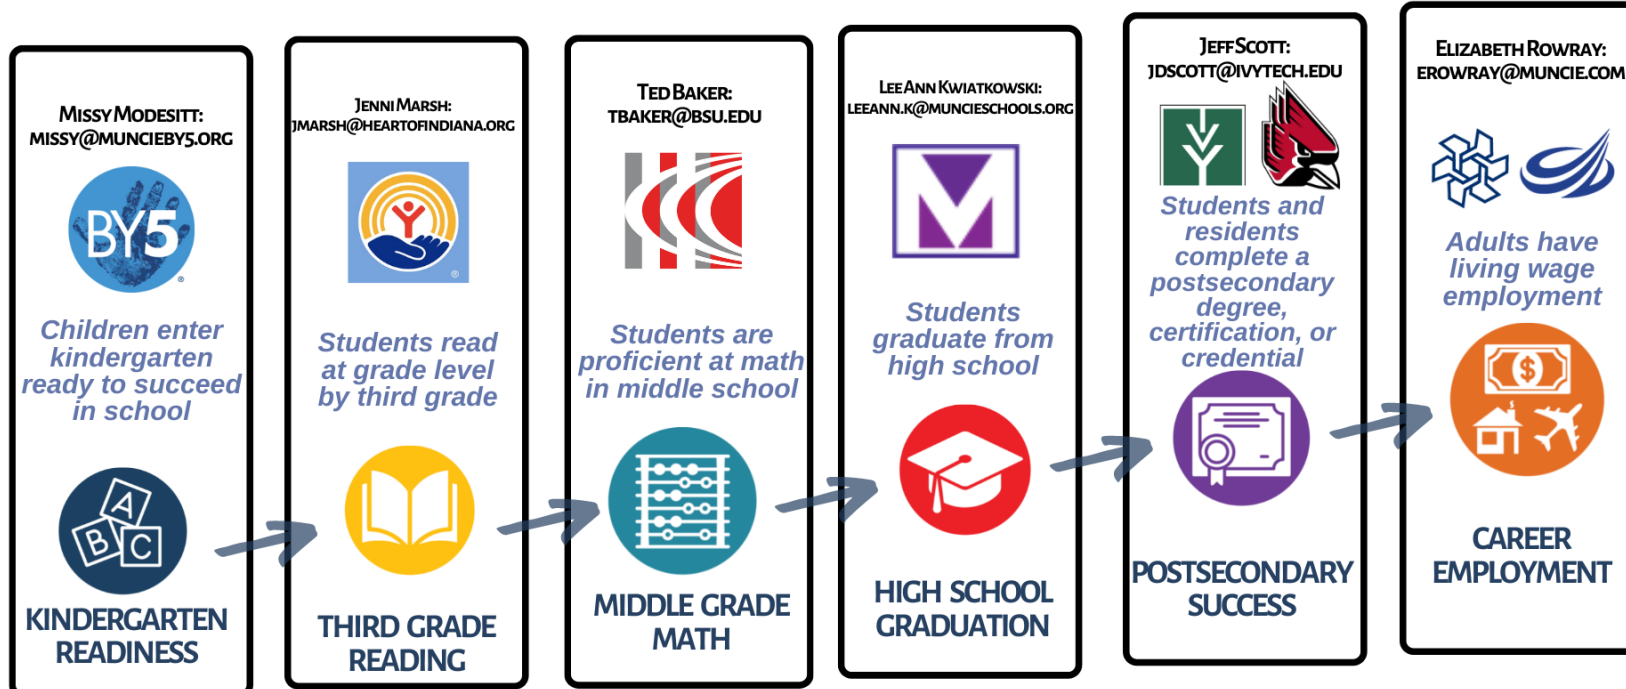 Missy Modesitt:
missy@muncieby5.org
BY5
®
Children enter
kindergarten
ready to succeed
in school
A
B C
KINDERGARTEN
READINESS
Jenni Marsh:
jmarsh@heartofindiana.org
®
Students read
at grade level
by third grade
THIRD GRADE
READING
Ted Baker:
tbaker@bsu.edu
Students are
proficient at math
in middle school
MIDDLE GRADE
MATH
Lee Ann Kwiatkowski:
leeann.k@muncieschools.org
M
Students
graduate from
high school
HIGH SCHOOL
GRADUATION
Jeff Scott:
jdscott@ivytech.edu
IVY
Students and
residents
complete a
postsecondary
degree,
certification, or
credential
POSTSECONDARY
SUCCESS
Elizabeth Rowray:
erowray@muncie.com
Adults have
living wage
employment
$
CAREER
EMPLOYMENT